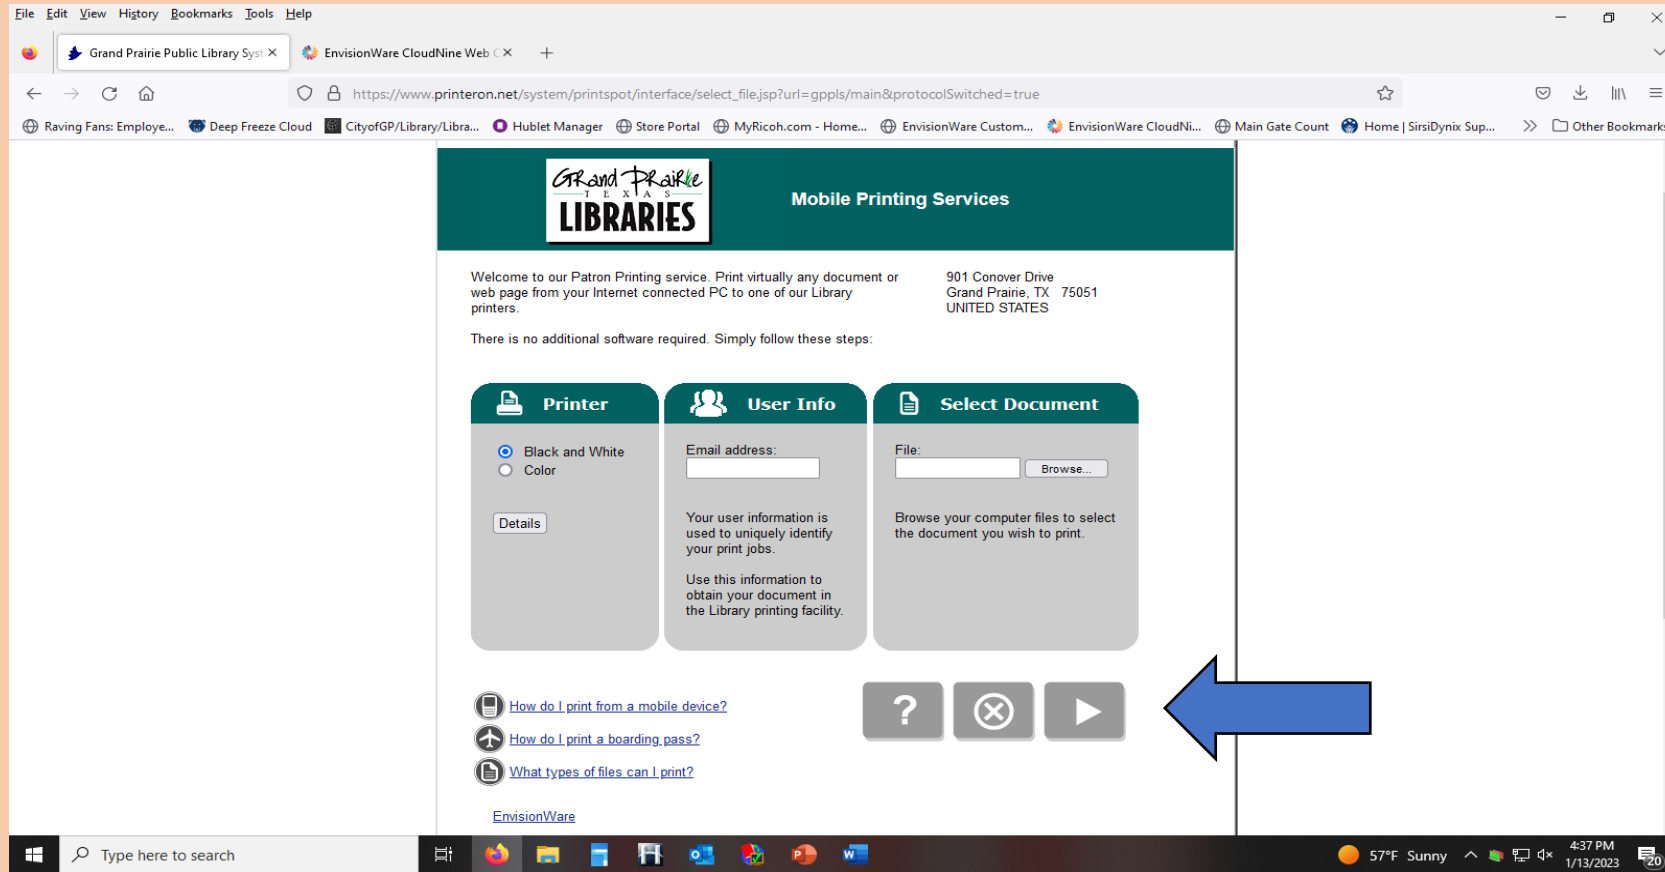 File Edit View History Bookmarks Tools Help
Grand Prairie Public Library Syst
EnvisionWare CloudNine Web C
https://www.printeron.net/system/printspot/interface/select_file.jsp?url=gppls/main&protocolSwitched=true
Raving Fans: Employe... Deep Freeze Cloud CityofGP/Library/Libra... Hublet Manager Store Portal MyRicoh.com - Home... EnvisionWare Custom... EnvisionWare CloudNi... Main Gate Count Home | SirsiDynix Sup... Other Bookmarks
Grand Prairie
TEXAS
LIBRARIES
Mobile Printing Services
Welcome to our Patron Printing service. Print virtually any document or
web page from your Internet connected PC to one of our Library
printers.
901 Conover Drive
Grand Prairie, TX 75051
UNITED STATES
There is no additional software required. Simply follow these steps:
Printer
Black and White
Color
Details
User Info
Email address:
Your user information is
used to uniquely identify
your print jobs.
Use this information to
obtain your document in
the Library printing facility.
Select Document
File:
Browse...
Browse your computer files to select
the document you wish to print.
?
How do I print from a mobile device?
How do I print a boarding pass?
What types of files can I print?
EnvisionWare
Type here to search
57°F Sunny
4:37 PM
1/13/2023
20